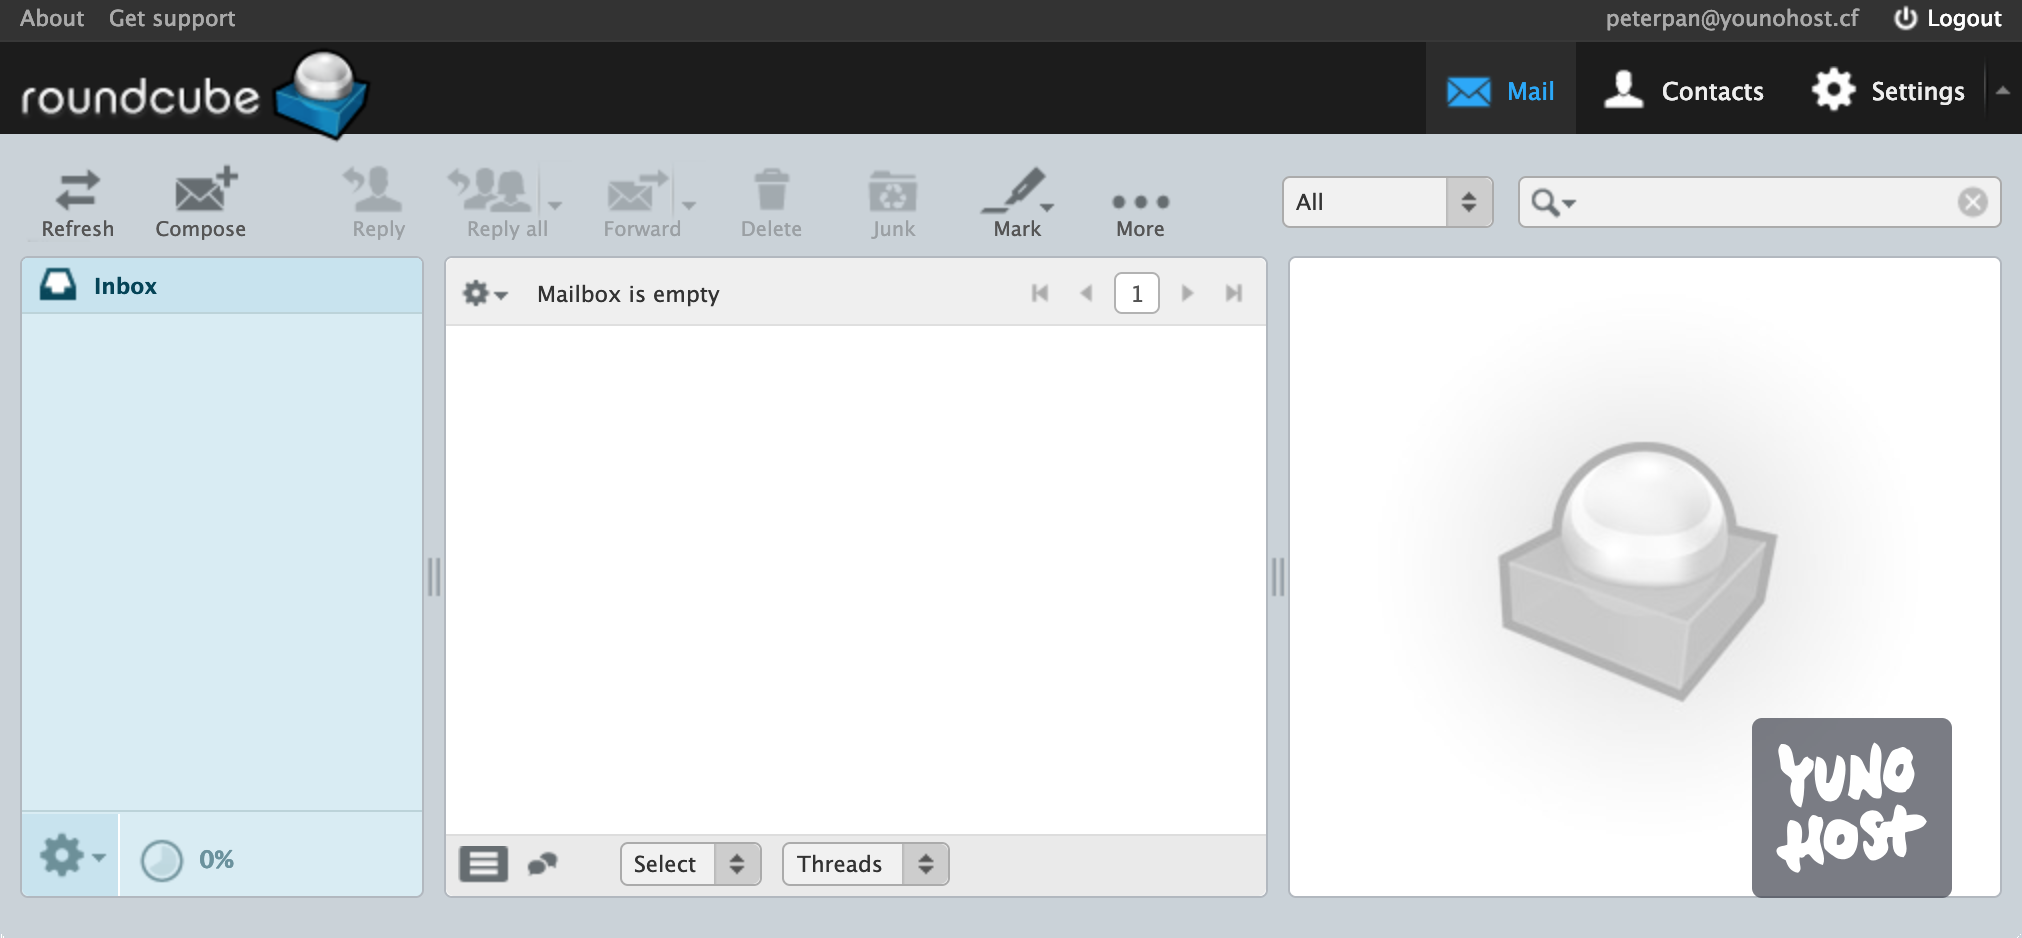 About Get support peterpan@younohost.cf Logout
roundcube Mail Contacts Settings
Refresh Compose Reply Reply all Forward Delete Junk Mark More All
Inbox
Mailbox is empty 1
YUNO
HOST
0% Select Threads